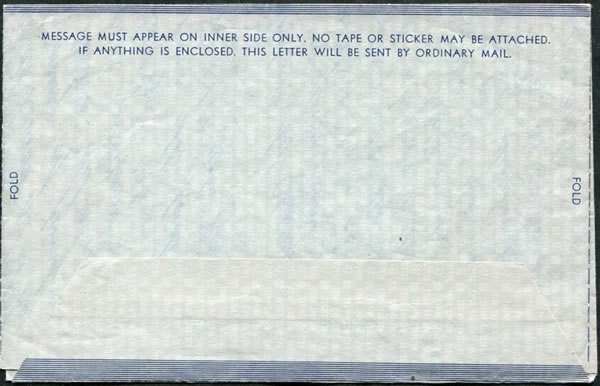 MESSAGE MUST APPEAR ON INNER SIDE ONLY. NO TAPE OR STICKER MAY BE ATTACHED.
IF ANYTHING IS ENCLOSED, THIS LETTER WILL BE SENT BY ORDINARY MAIL.
FOLD
FOLD